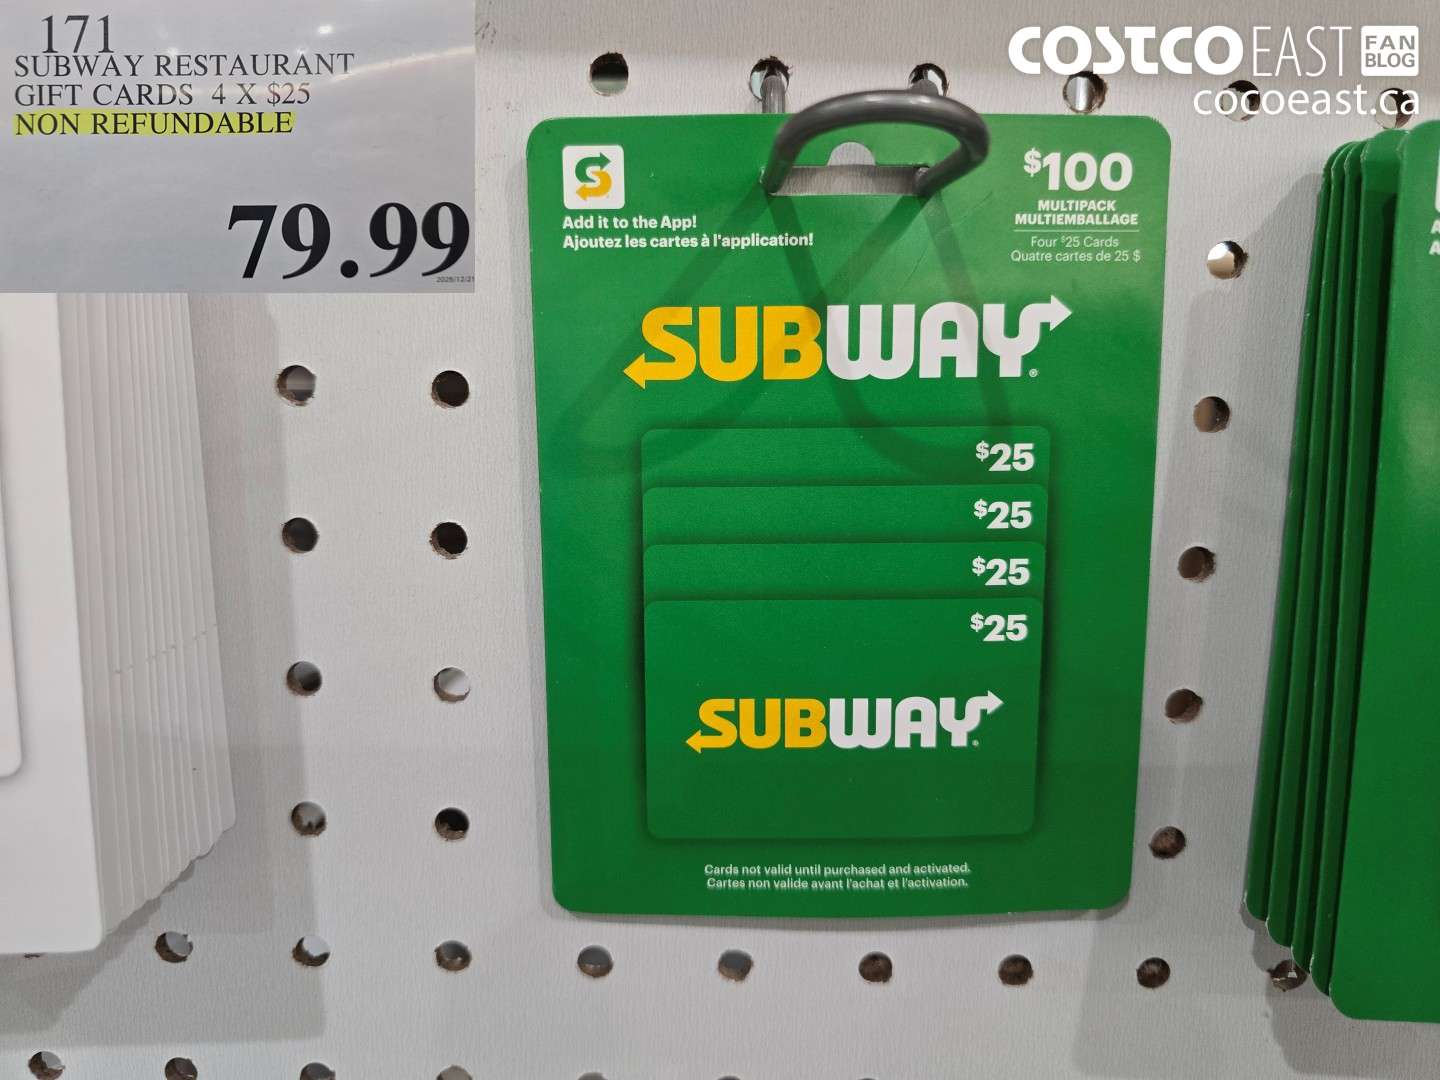 171
SUBWAY RESTAURANT
GIFT CARDS 4 X $25
NON REFUNDABLE
79.99
COSTCO EAST FAN BLOG
cocoeast.ca
Add it to the App!
Ajoutez les cartes à l'application!
$100
MULTIPACK
MULTIEMBALLAGE
Four $25 Cards
Quatre cartes de 25 $
SUBWAY®
$25
$25
$25
$25
SUBWAY®
Cards not valid until purchased and activated.
Cartes non valide avant l'achat et l'activation.